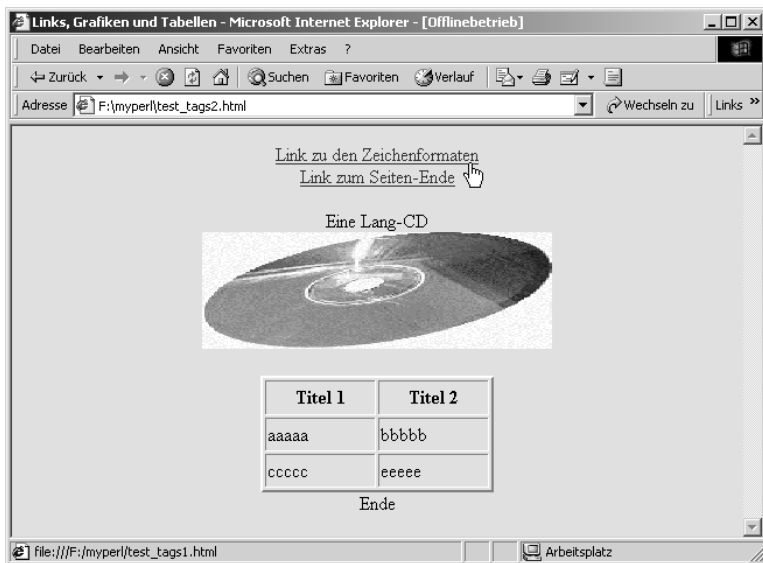 Links, Grafiken und Tabellen - Microsoft Internet Explorer - [Offlinebetrieb]
Datei Bearbeiten Ansicht Favoriten Extras ?
Zurück Suchen Favoriten Verlauf
Adresse F:\myperl\test_tags2.html Wechseln zu Links »
Link zu den Zeichenformaten
Link zum Seiten-Ende
Eine Lang-CD
Titel 1 Titel 2
aaaaa bbbbb
ccccc eeeee
Ende
file:///F:/myperl/test_tags1.html Arbeitsplatz